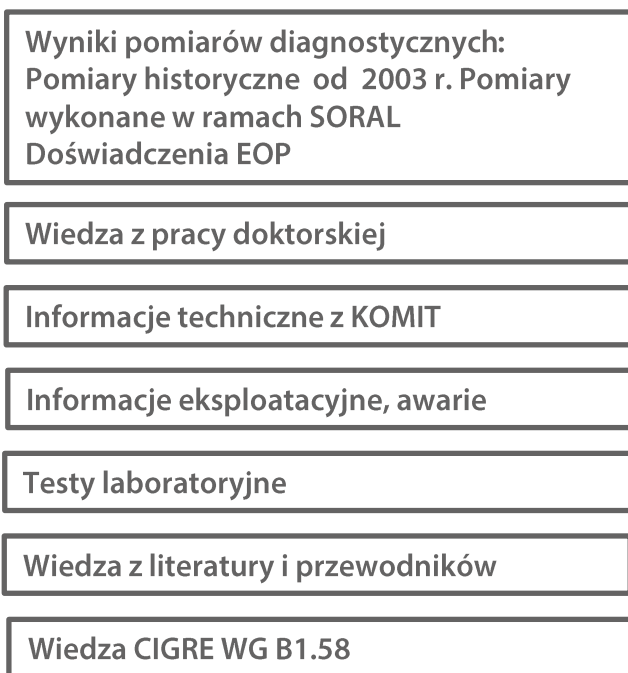 Wyniki pomiarów diagnostycznych:
Pomiary historyczne od 2003 r. Pomiary
wykonane w ramach SORAL
Doświadczenia EOP
Wiedza z pracy doktorskiej
Informacje techniczne z KOMIT
Informacje eksploatacyjne, awarie
Testy laboratoryjne
Wiedza z literatury i przewodników
Wiedza CIGRE WG B1.58